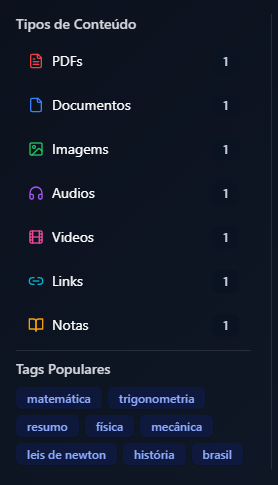 Tipos de Conteúdo
PDFs 1
Documentos 1
Imagems 1
Audios 1
Videos 1
Links 1
Notas 1
Tags Populares
matemática trigonometria
resumo física mecânica
leis de newton história brasil